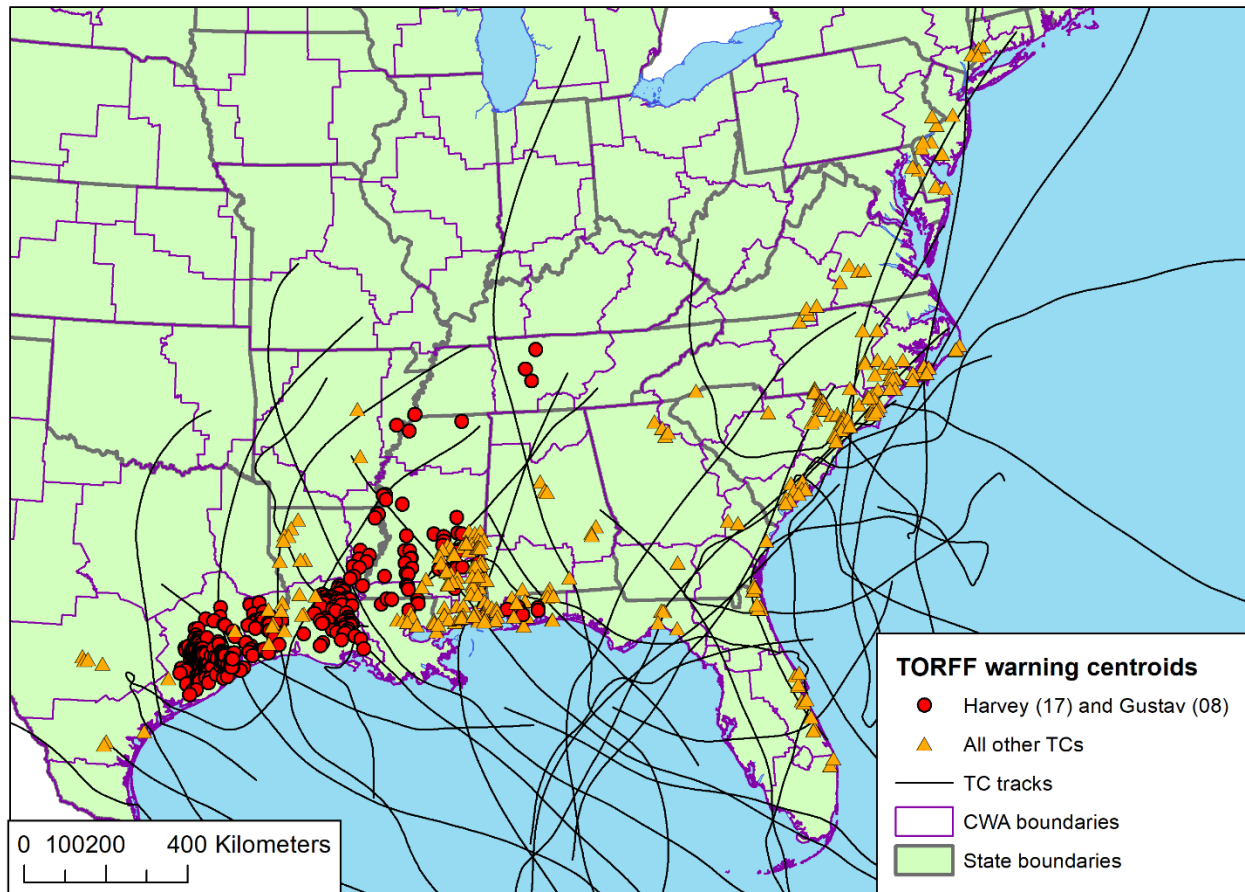 TORFF warning centroids
Harvey (17) and Gustav (08)
All other TCs
TC tracks
CWA boundaries
State boundaries
0 100200 400 Kilometers